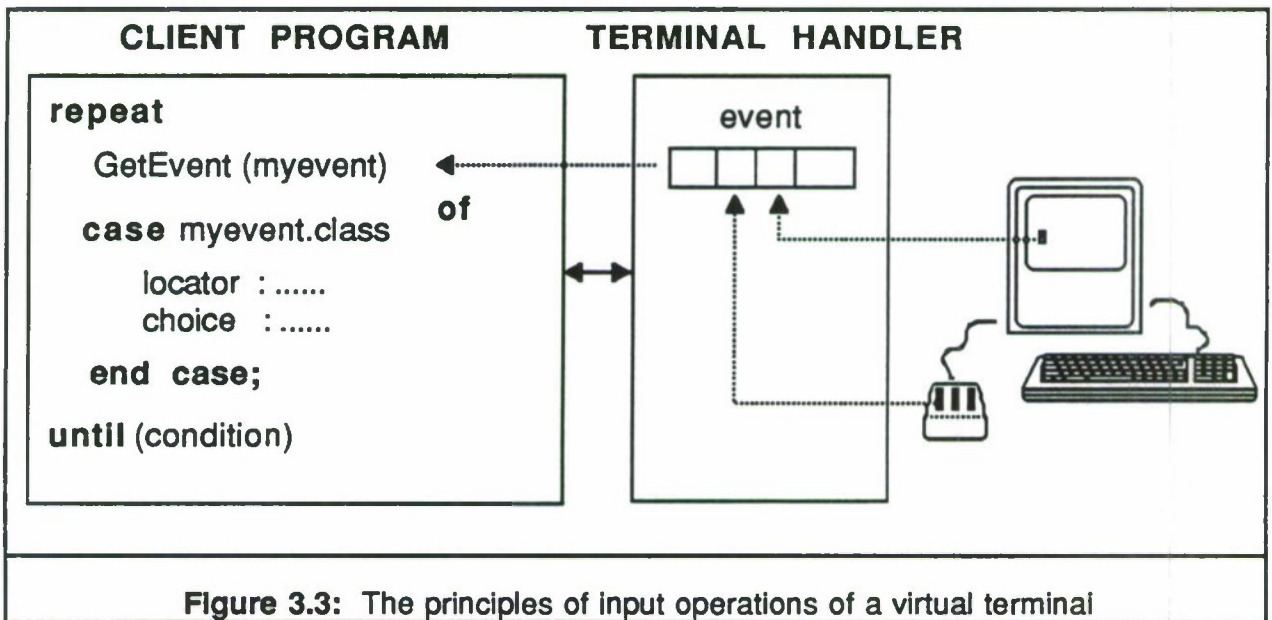 CLIENT PROGRAM TERMINAL HANDLER
repeat
event
GetEvent (myevent)
of
case myevent.class
locator : ......
choice : ......
end case;
until (condition)
Figure 3.3: The principles of input operations of a virtual terminal